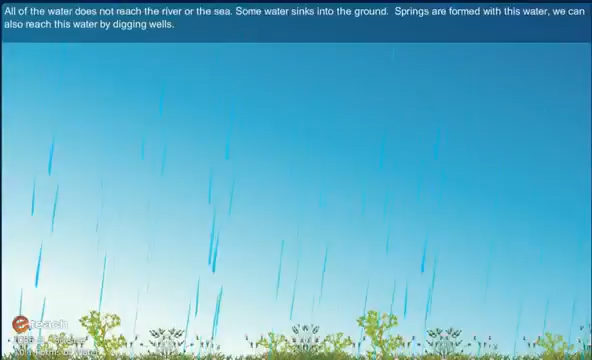 All of the water does not reach the river or the sea. Some water sinks into the ground.  Springs are formed with this water, we can
also reach this water by digging wells.
ereach